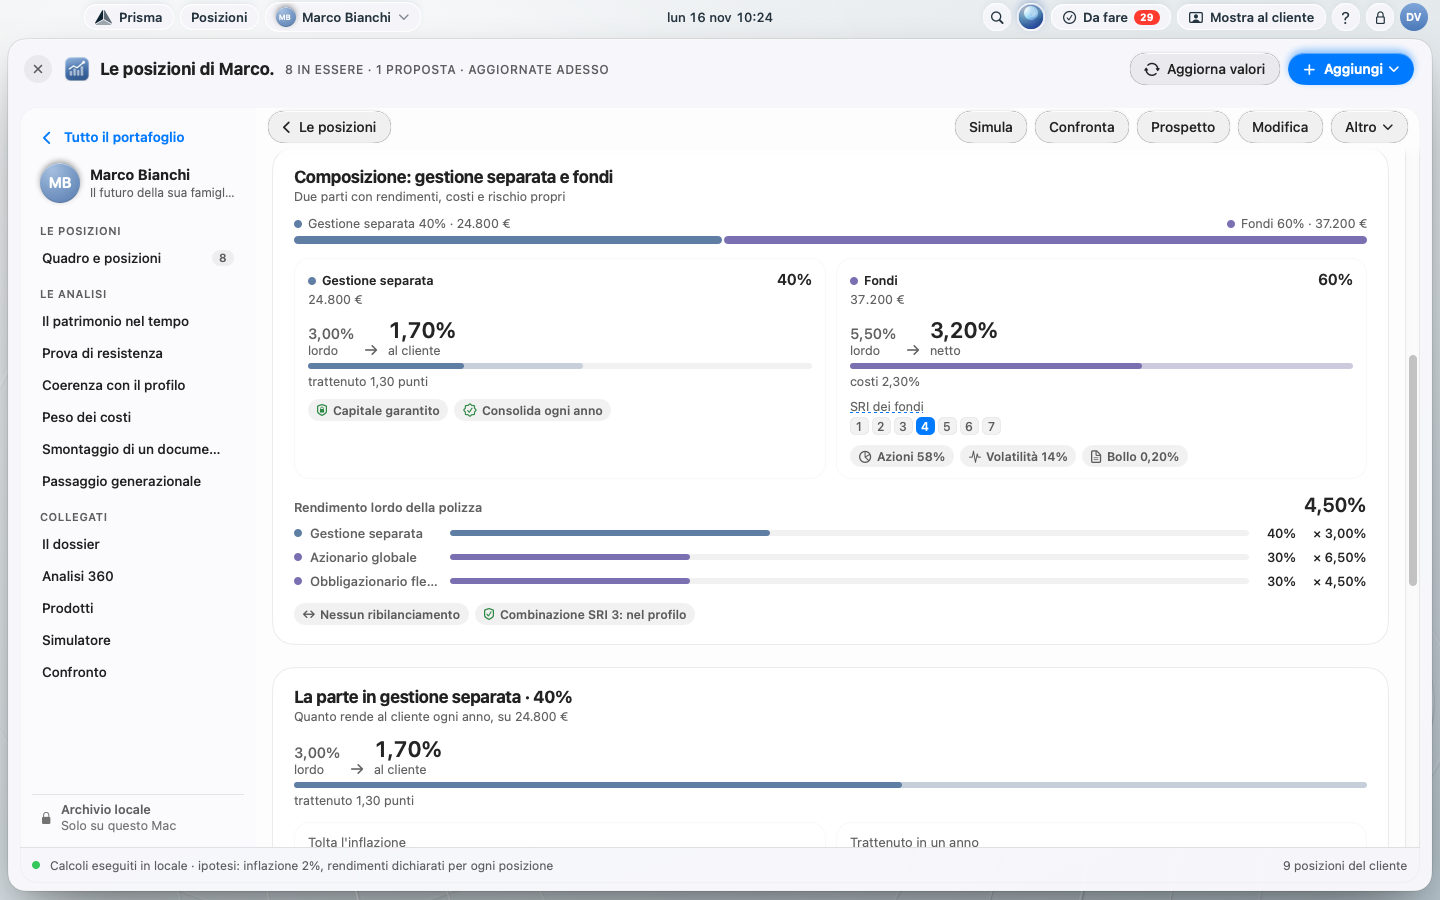 Prisma
Posizioni
MB Marco Bianchi
lun 16 nov 10:24
Da fare 29
Mostra al cliente
?
DV
Le posizioni di Marco.
8 IN ESSERE · 1 PROPOSTA · AGGIORNATE ADESSO
Aggiorna valori
+ Aggiungi
Tutto il portafoglio
MB
Marco Bianchi
Il futuro della sua famigl...
LE POSIZIONI
Quadro e posizioni 8
LE ANALISI
Il patrimonio nel tempo
Prova di resistenza
Coerenza con il profilo
Peso dei costi
Smontaggio di un docume...
Passaggio generazionale
COLLEGATI
Il dossier
Analisi 360
Prodotti
Simulatore
Confronto
Archivio locale
Solo su questo Mac
Le posizioni
Simula
Confronta
Prospetto
Modifica
Altro
Composizione: gestione separata e fondi
Due parti con rendimenti, costi e rischio propri
Gestione separata 40% · 24.800 €
Fondi 60% · 37.200 €
Gestione separata 40%
24.800 €
3,00% 1,70%
lordo → al cliente
trattenuto 1,30 punti
Capitale garantito
Consolida ogni anno
Fondi 60%
37.200 €
5,50% 3,20%
lordo → netto
costi 2,30%
SRI dei fondi
1 2 3 4 5 6 7
Azioni 58%
Volatilità 14%
Bollo 0,20%
Rendimento lordo della polizza 4,50%
Gestione separata 40% × 3,00%
Azionario globale 30% × 6,50%
Obbligazionario fle... 30% × 4,50%
Nessun ribilanciamento
Combinazione SRI 3: nel profilo
La parte in gestione separata · 40%
Quanto rende al cliente ogni anno, su 24.800 €
3,00% 1,70%
lordo → al cliente
trattenuto 1,30 punti
Tolta l'inflazione
Trattenuto in un anno
Calcoli eseguiti in locale · ipotesi: inflazione 2%, rendimenti dichiarati per ogni posizione
9 posizioni del cliente